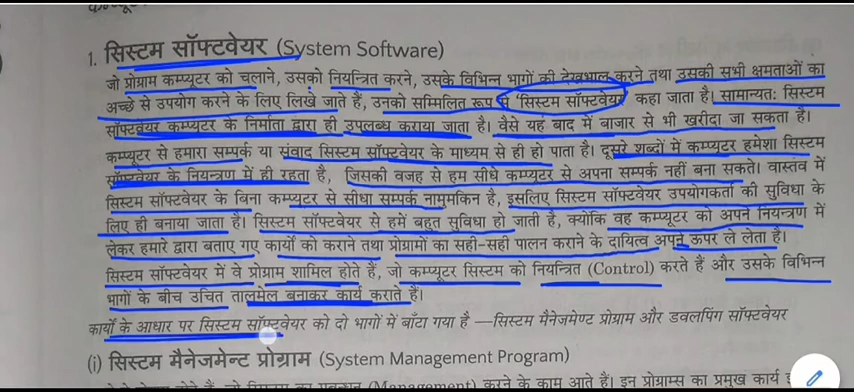 1. सिस्टम सॉफ्टवेयर (System Software)
जो प्रोग्राम कम्प्यूटर को चलाने, उसको नियन्त्रित करने, उसके विभिन्न भागों की देखभाल करने तथा उसकी सभी क्षमताओं का
अच्छे से उपयोग करने के लिए लिखे जाते हैं, उनको सम्मिलित रूप से 'सिस्टम सॉफ्टवेयर' कहा जाता है। सामान्यतः सिस्टम
सॉफ्टवेयर कम्प्यूटर के निर्माता द्वारा ही उपलब्ध कराया जाता है। वैसे यह बाद में बाजार से भी खरीदा जा सकता है।
कम्प्यूटर से हमारा सम्पर्क या संवाद सिस्टम सॉफ्टवेयर के माध्यम से ही हो पाता है। दूसरे शब्दों में कम्प्यूटर हमेशा सिस्टम
सॉफ्टवेयर के नियन्त्रण में ही रहता है, जिसकी वजह से हम सीधे कम्प्यूटर से अपना सम्पर्क नहीं बना सकते। वास्तव में
सिस्टम सॉफ्टवेयर के बिना कम्प्यूटर से सीधा सम्पर्क नामुमकिन है, इसलिए सिस्टम सॉफ्टवेयर उपयोगकर्ता की सुविधा के
लिए ही बनाया जाता है। सिस्टम सॉफ्टवेयर से हमें बहुत सुविधा हो जाती है, क्योंकि वह कम्प्यूटर को अपने नियन्त्रण में
लेकर हमारे द्वारा बताए गए कार्यों को कराने तथा प्रोग्रामों का सही-सही पालन कराने के दायित्व अपने ऊपर ले लेता है।
सिस्टम सॉफ्टवेयर में वे प्रोग्राम शामिल होते हैं, जो कम्प्यूटर सिस्टम को नियन्त्रित (Control) करते हैं और उसके विभिन्न
भागों के बीच उचित तालमेल बनाकर कार्य कराते हैं।
कार्यों के आधार पर सिस्टम सॉफ्टवेयर को दो भागों में बाँटा गया है —सिस्टम मैनेजमेण्ट प्रोग्राम और डवलपिंग सॉफ्टवेयर
(i) सिस्टम मैनेजमेण्ट प्रोग्राम (System Management Program)
(Management) करने के काम आते हैं। इन प्रोग्राम्स का प्रमुख कार्य